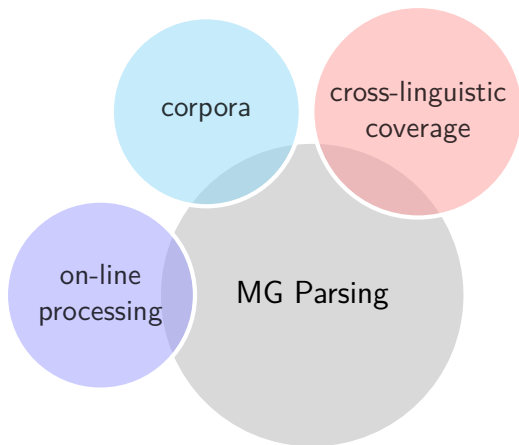 corpora
cross-linguistic
coverage
on-line
processing
MG Parsing